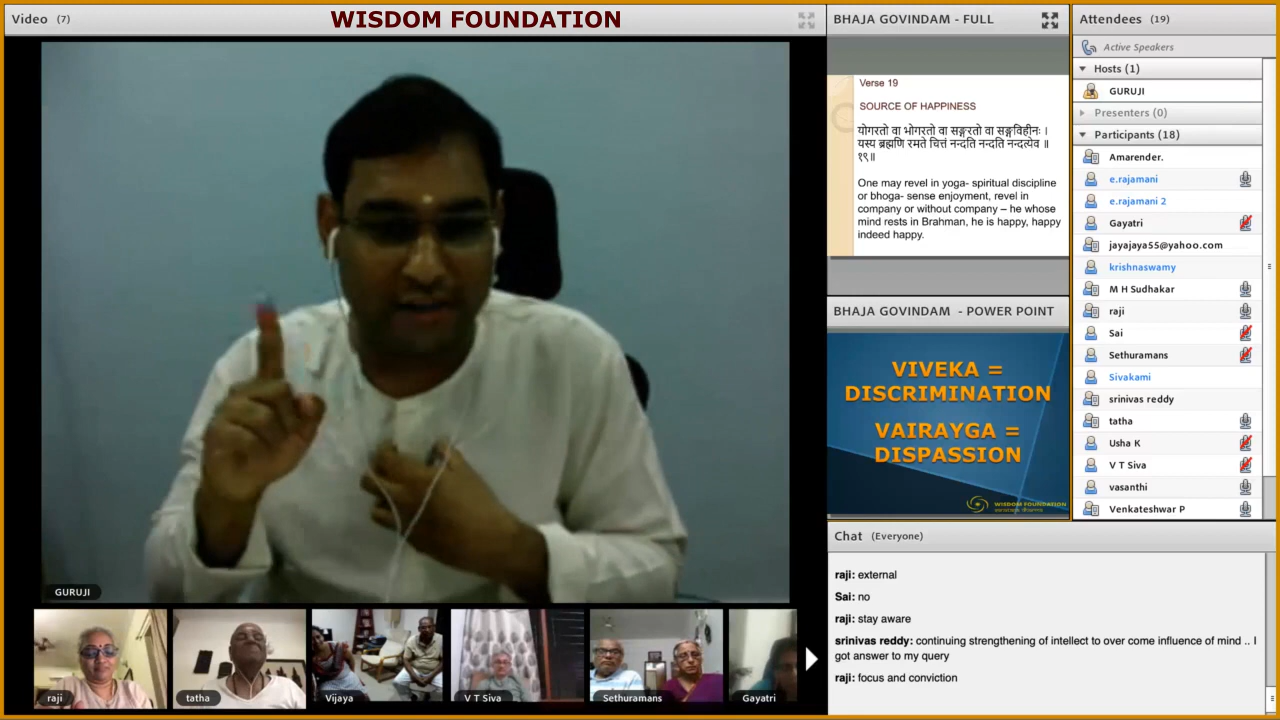 Video (7)
WISDOM FOUNDATION
GURUJI
raji
tatha
Vijaya
V T Siva
Sethuramans
Gayatri
BHAJA GOVINDAM - FULL
Verse 19
SOURCE OF HAPPINESS
योगरतो वा भोगरतो वा सङ्गरतो वा सङ्गविहीनः ।
यस्य ब्रह्मणि रमते चित्तं नन्दति नन्दति नन्दत्येव ॥
१९॥
One may revel in yoga- spiritual discipline
or bhoga- sense enjoyment, revel in
company or without company – he whose
mind rests in Brahman, he is happy, happy
indeed happy.
BHAJA GOVINDAM - POWER POINT
VIVEKA =
DISCRIMINATION
VAIRAYGA =
DISPASSION
WISDOM FOUNDATION
Attendees (19)
Active Speakers
Hosts (1)
GURUJI
Presenters (0)
Participants (18)
Amarender.
e.rajamani
e.rajamani 2
Gayatri
jayajaya55@yahoo.com
krishnaswamy
M H Sudhakar
raji
Sai
Sethuramans
Sivakami
srinivas reddy
tatha
Usha K
V T Siva
vasanthi
Venkateshwar P
Chat (Everyone)
raji: external
Sai: no
raji: stay aware
srinivas reddy: continuing strengthening of intellect to over come influence of mind .. I
got answer to my query
raji: focus and conviction